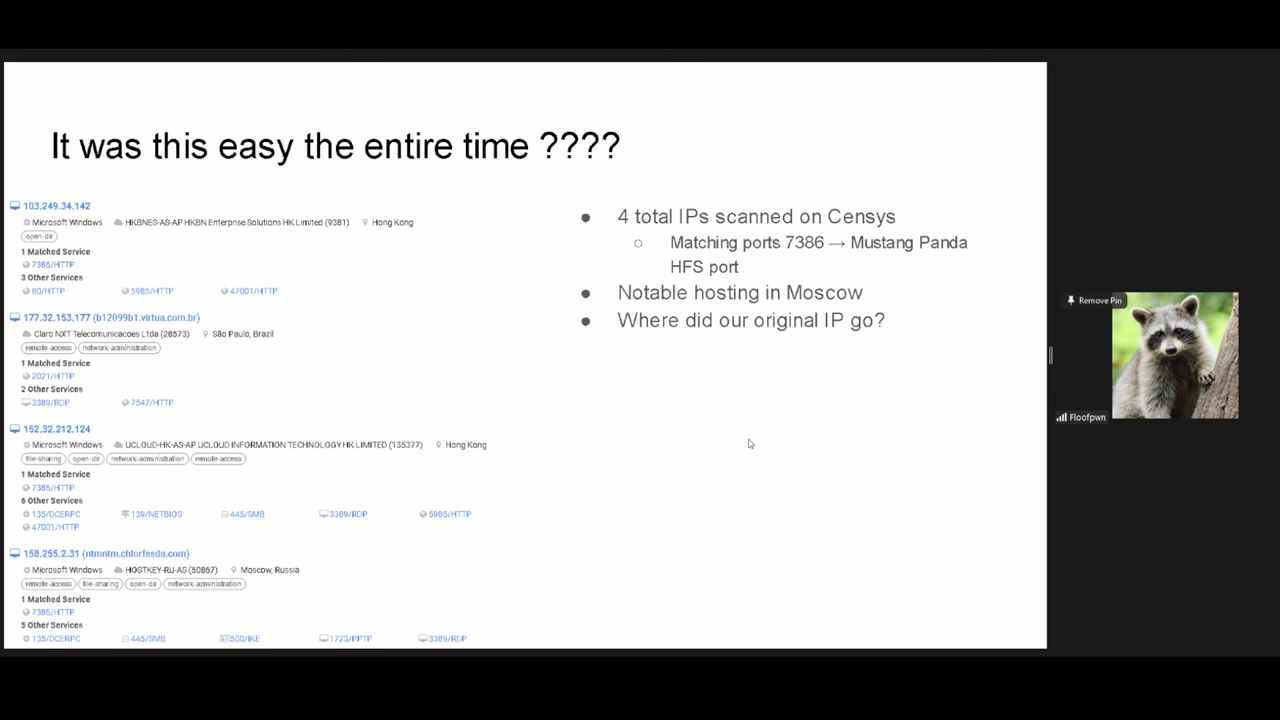 It was this easy the entire time ????
103.249.34.142
Microsoft Windows HKBNES-AS-AP HKBN Enterprise Solutions HK Limited (9381) Hong Kong
open-dir
1 Matched Service
7386/HTTP
3 Other Services
80/HTTP 5985/HTTP 47001/HTTP
177.32.153.177 (b12099b1.virtua.com.br)
Claro NXT Telecomunicacoes Ltda (28573) São Paulo, Brazil
remote-access network-administration
1 Matched Service
2021/HTTP
2 Other Services
3389/RDP 7547/HTTP
152.32.212.124
Microsoft Windows UCLOUD-HK-AS-AP UCLOUD INFORMATION TECHNOLOGY HK LIMITED (135377) Hong Kong
file-sharing open-dir network-administration remote-access
1 Matched Service
7386/HTTP
6 Other Services
135/DCERPC 139/NETBIOS 445/SMB 3389/RDP 5985/HTTP
47001/HTTP
158.255.2.31 (ntmntm.chlorfssda.com)
Microsoft Windows HOSTKEY-RU-AS (50867) Moscow, Russia
remote-access file-sharing open-dir network-administration
1 Matched Service
7386/HTTP
5 Other Services
135/DCERPC 445/SMB 500/IKE 1723/PPTP 3389/RDP
4 total IPs scanned on Censys
Matching ports 7386 → Mustang Panda
HFS port
Notable hosting in Moscow
Where did our original IP go?
Remove Pin
Floofpwn